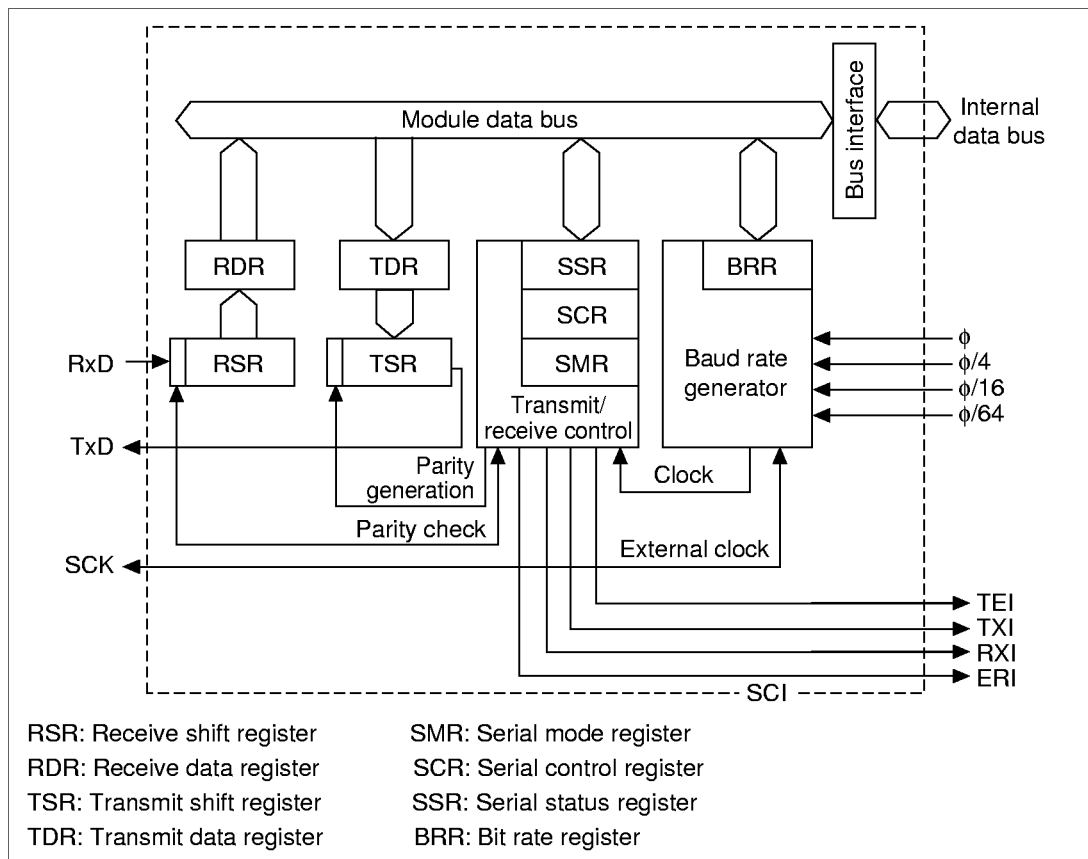 Module data bus
Bus interface
Internal
data bus
RDR
TDR
SSR
BRR
SCR
RxD
RSR
TSR
SMR
Baud rate
generator
ϕ
ϕ/4
ϕ/16
ϕ/64
Transmit/
receive control
TxD
Parity
generation
Clock
Parity check
External clock
SCK
TEI
TXI
RXI
ERI
SCI
RSR: Receive shift register
RDR: Receive data register
TSR: Transmit shift register
TDR: Transmit data register
SMR: Serial mode register
SCR: Serial control register
SSR: Serial status register
BRR: Bit rate register